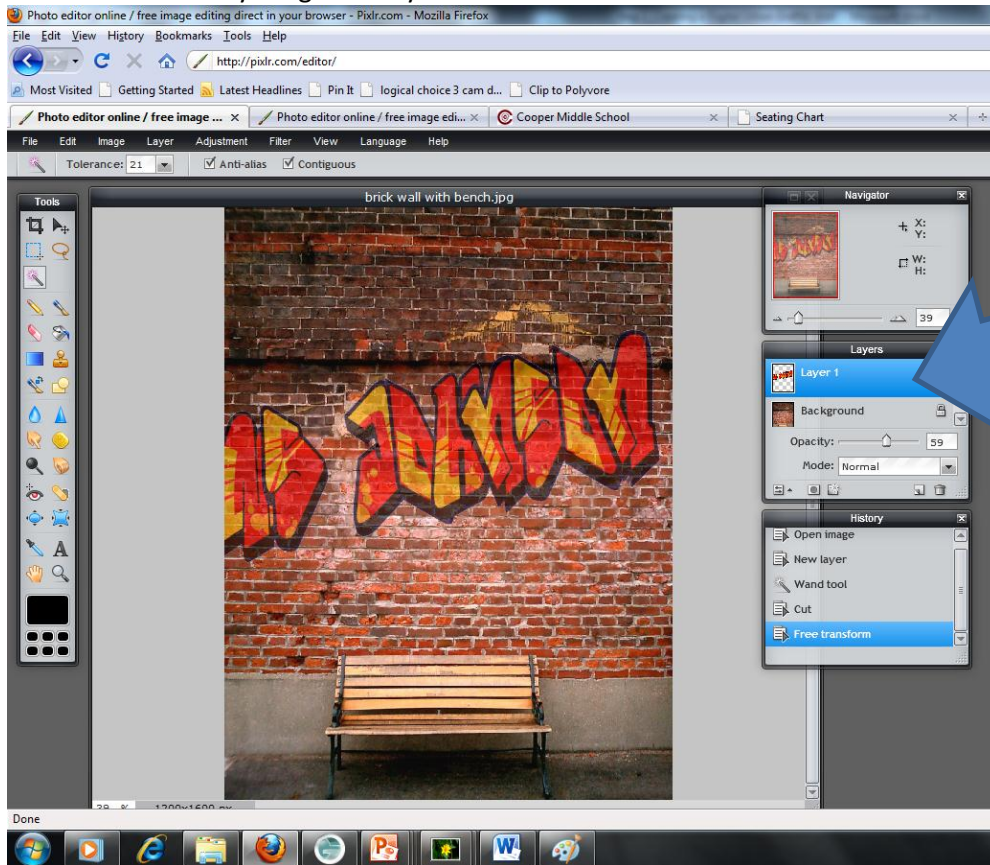 Photo editor online / free image editing direct in your browser - Pixlr.com - Mozilla Firefox
File Edit View History Bookmarks Tools Help
http://pixlr.com/editor/
Most Visited Getting Started Latest Headlines Pin It logical choice 3 cam d... Clip to Polyvore
Photo editor online / free image ... × Photo editor online / free image edi... × Cooper Middle School × Seating Chart ×
File Edit Image Layer Adjustment Filter View Language Help
Tolerance: 21 Anti-alias Contiguous
Tools
brick wall with bench.jpg
Navigator
X:
Y:
W:
H:
39
Layers
Layer 1
Background
Opacity: 59
Mode: Normal
History
Open image
New layer
Wand tool
Cut
Free transform
39 % 1200x1600 px
Done